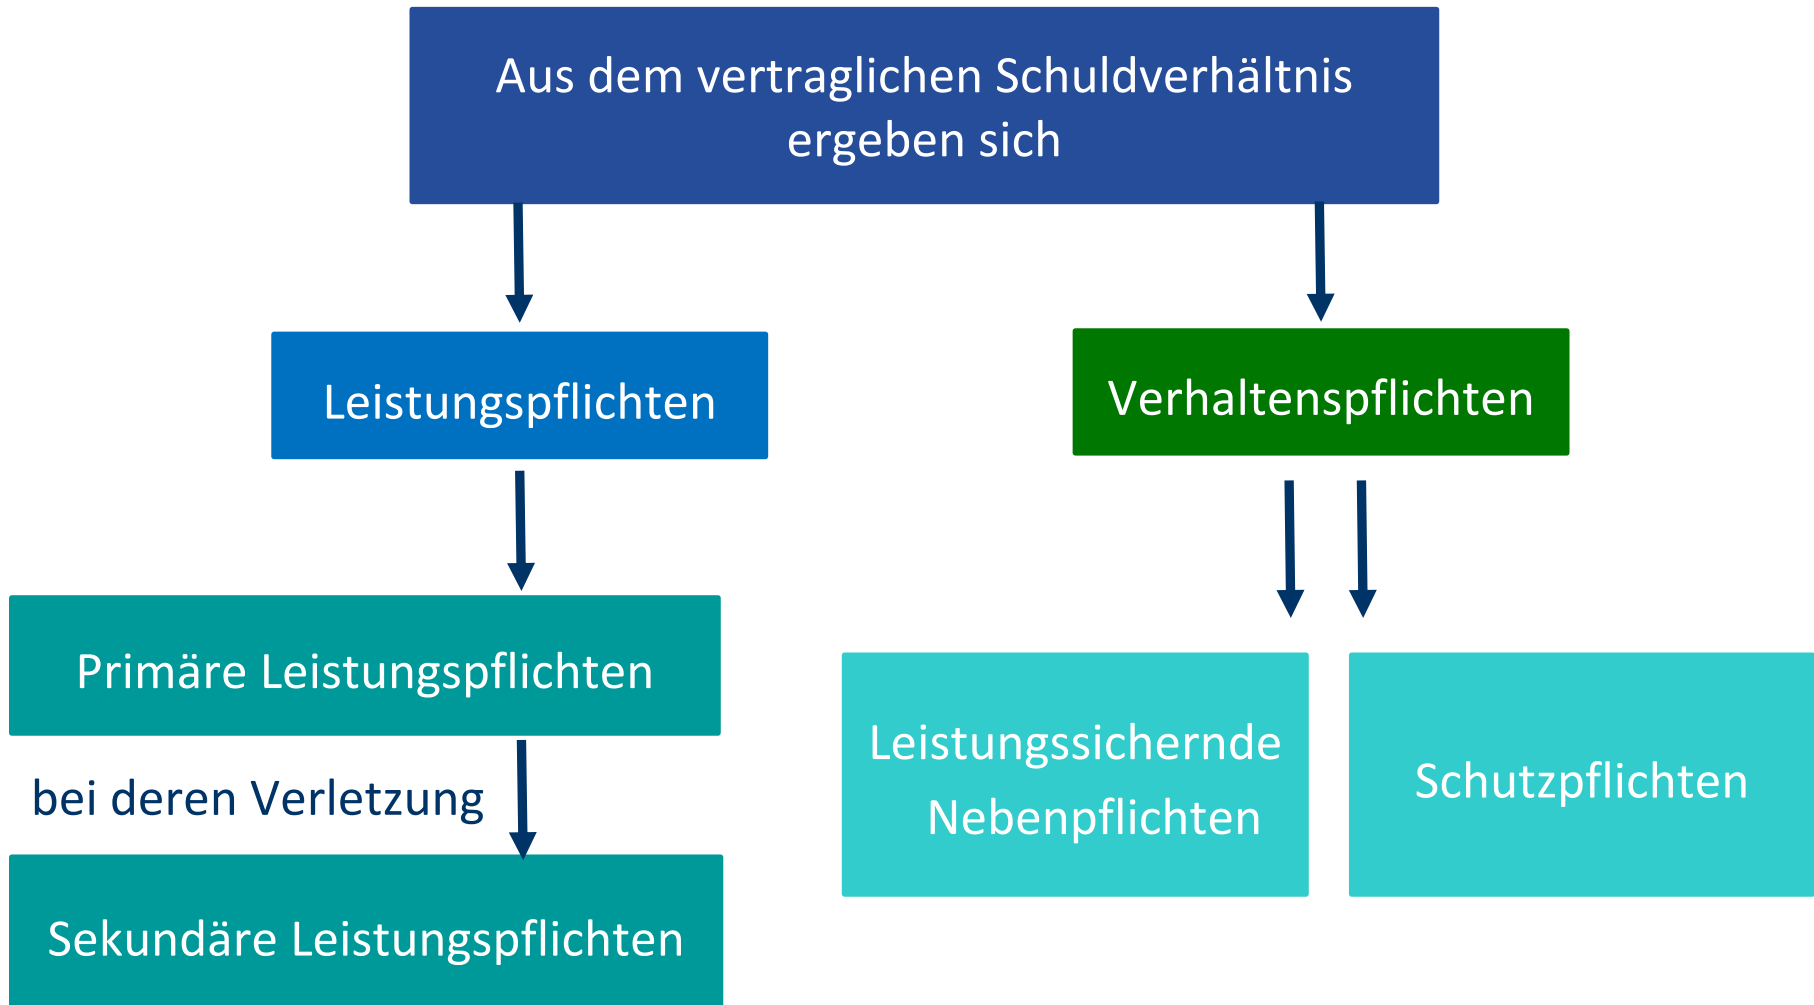 Aus dem vertraglichen Schuldverhältnis
ergeben sich
Leistungspflichten
Verhaltenspflichten
Primäre Leistungspflichten
bei deren Verletzung
Sekundäre Leistungspflichten
Leistungssichernde
Nebenpflichten
Schutzpflichten